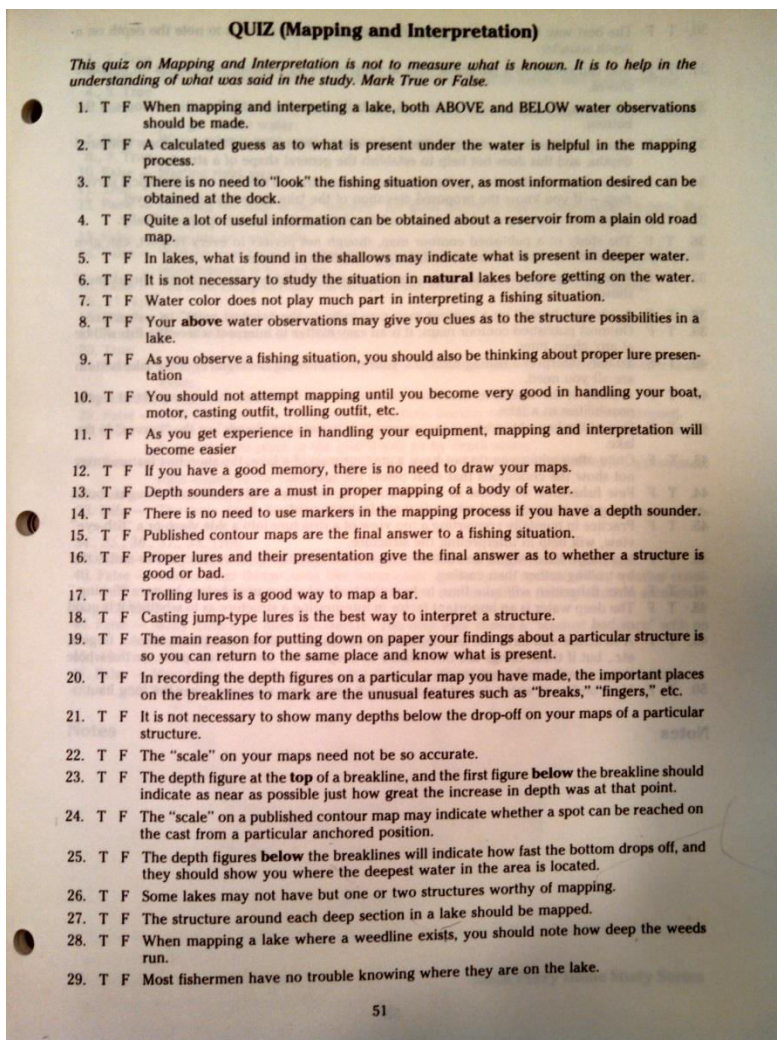 QUIZ (Mapping and Interpretation)
This quiz on Mapping and Interpretation is not to measure what is known. It is to help in the
understanding of what was said in the study. Mark True or False.
1. T F When mapping and interpeting a lake, both ABOVE and BELOW water observations
should be made.
2. T F A calculated guess as to what is present under the water is helpful in the mapping
process.
3. T F There is no need to "look" the fishing situation over, as most information desired can be
obtained at the dock.
4. T F Quite a lot of useful information can be obtained about a reservoir from a plain old road
map.
5. T F In lakes, what is found in the shallows may indicate what is present in deeper water.
6. T F It is not necessary to study the situation in natural lakes before getting on the water.
7. T F Water color does not play much part in interpreting a fishing situation.
8. T F Your above water observations may give you clues as to the structure possibilities in a
lake.
9. T F As you observe a fishing situation, you should also be thinking about proper lure presen-
tation
10. T F You should not attempt mapping until you become very good in handling your boat,
motor, casting outfit, trolling outfit, etc.
11. T F As you get experience in handling your equipment, mapping and interpretation will
become easier
12. T F If you have a good memory, there is no need to draw your maps.
13. T F Depth sounders are a must in proper mapping of a body of water.
14. T F There is no need to use markers in the mapping process if you have a depth sounder.
15. T F Published contour maps are the final answer to a fishing situation.
16. T F Proper lures and their presentation give the final answer as to whether a structure is
good or bad.
17. T F Trolling lures is a good way to map a bar.
18. T F Casting jump-type lures is the best way to interpret a structure.
19. T F The main reason for putting down on paper your findings about a particular structure is
so you can return to the same place and know what is present.
20. T F In recording the depth figures on a particular map you have made, the important places
on the breaklines to mark are the unusual features such as "breaks," "fingers," etc.
21. T F It is not necessary to show many depths below the drop-off on your maps of a particular
structure.
22. T F The "scale" on your maps need not be so accurate.
23. T F The depth figure at the top of a breakline, and the first figure below the breakline should
indicate as near as possible just how great the increase in depth was at that point.
24. T F The "scale" on a published contour map may indicate whether a spot can be reached on
the cast from a particular anchored position.
25. T F The depth figures below the breaklines will indicate how fast the bottom drops off, and
they should show you where the deepest water in the area is located.
26. T F Some lakes may not have but one or two structures worthy of mapping.
27. T F The structure around each deep section in a lake should be mapped.
28. T F When mapping a lake where a weedline exists, you should note how deep the weeds
run.
29. T F Most fishermen have no trouble knowing where they are on the lake.
51